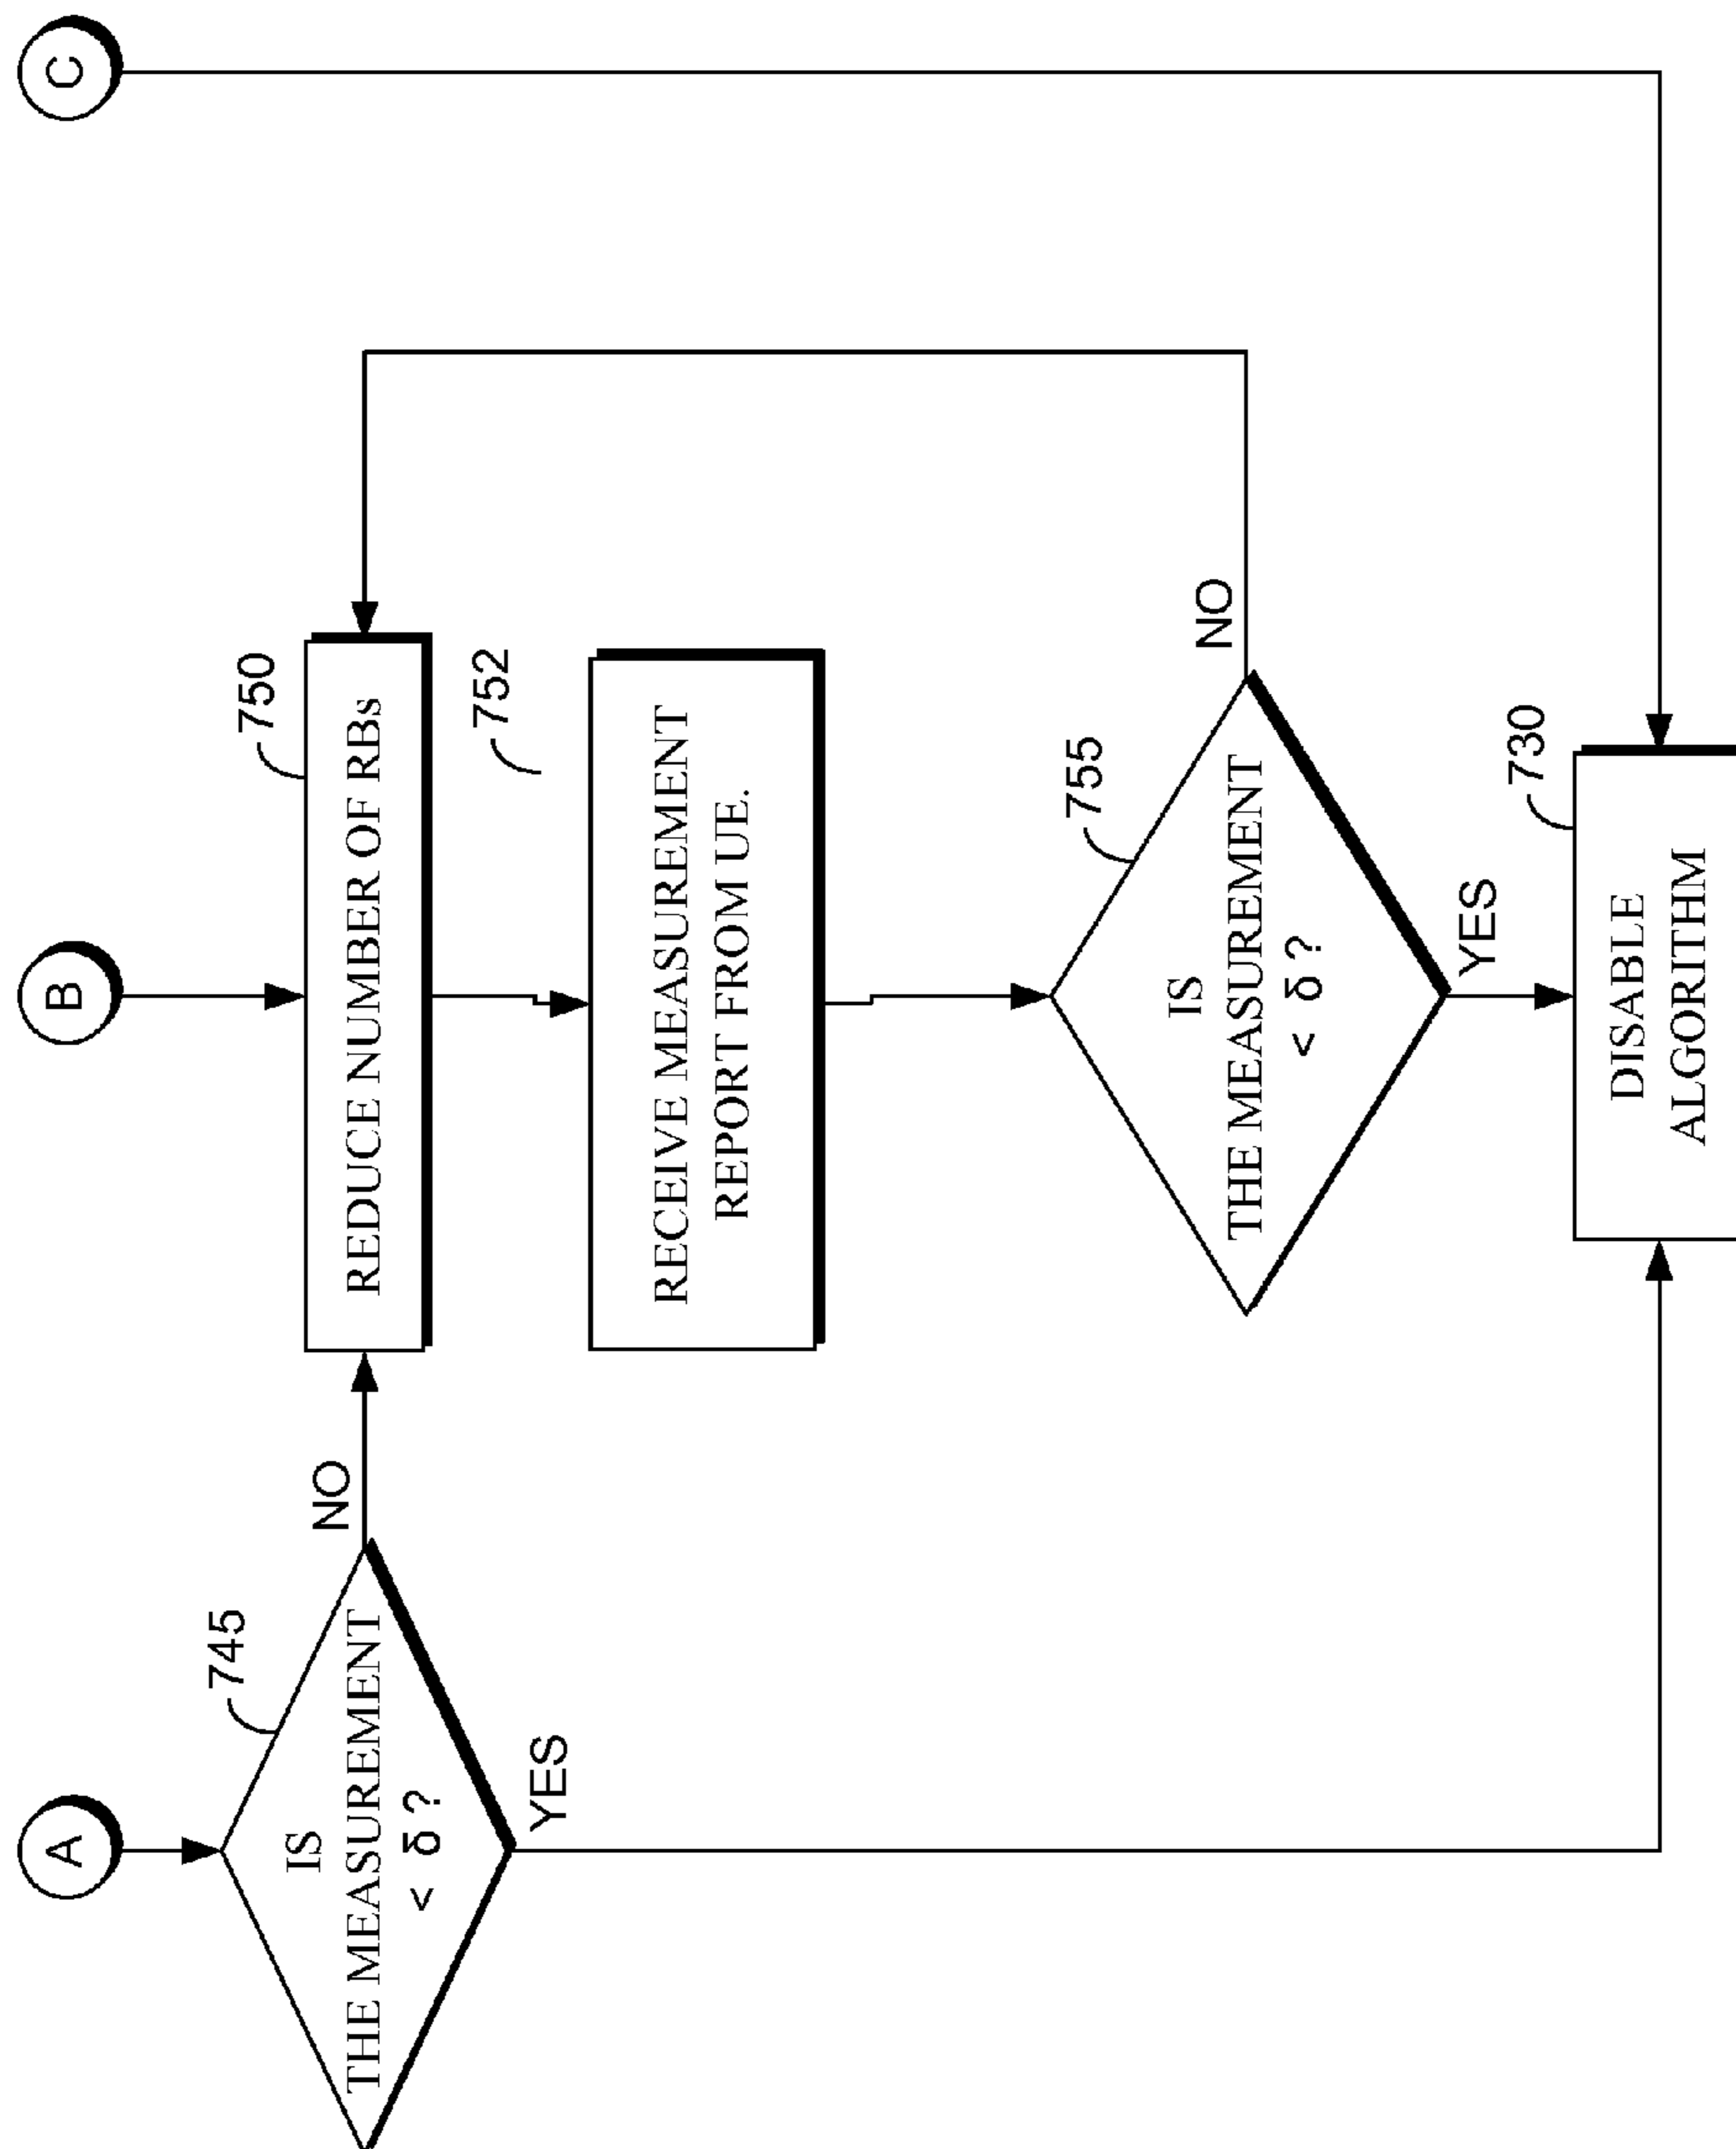 A
B
C
745
IS
THE MEASUREMENT
< δ ?
NO
YES
750
REDUCE NUMBER OF RBs
752
RECEIVE MEASUREMENT
REPORT FROM UE.
755
IS
THE MEASUREMENT
< δ ?
NO
YES
730
DISABLE
ALGORITHM